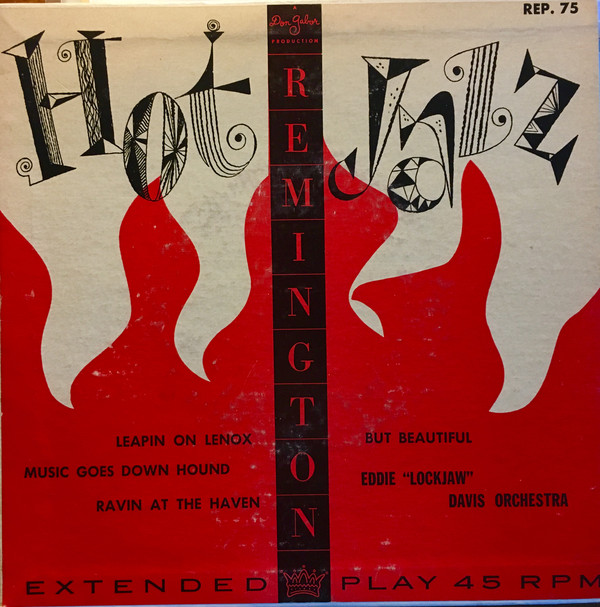 REP. 75
A
Don Gabor
PRODUCTION
Hot Jazz
REMINGTON
LEAPIN ON LENOX
MUSIC GOES DOWN HOUND
RAVIN AT THE HAVEN
BUT BEAUTIFUL
EDDIE "LOCKJAW"
DAVIS ORCHESTRA
EXTENDED PLAY 45 RPM